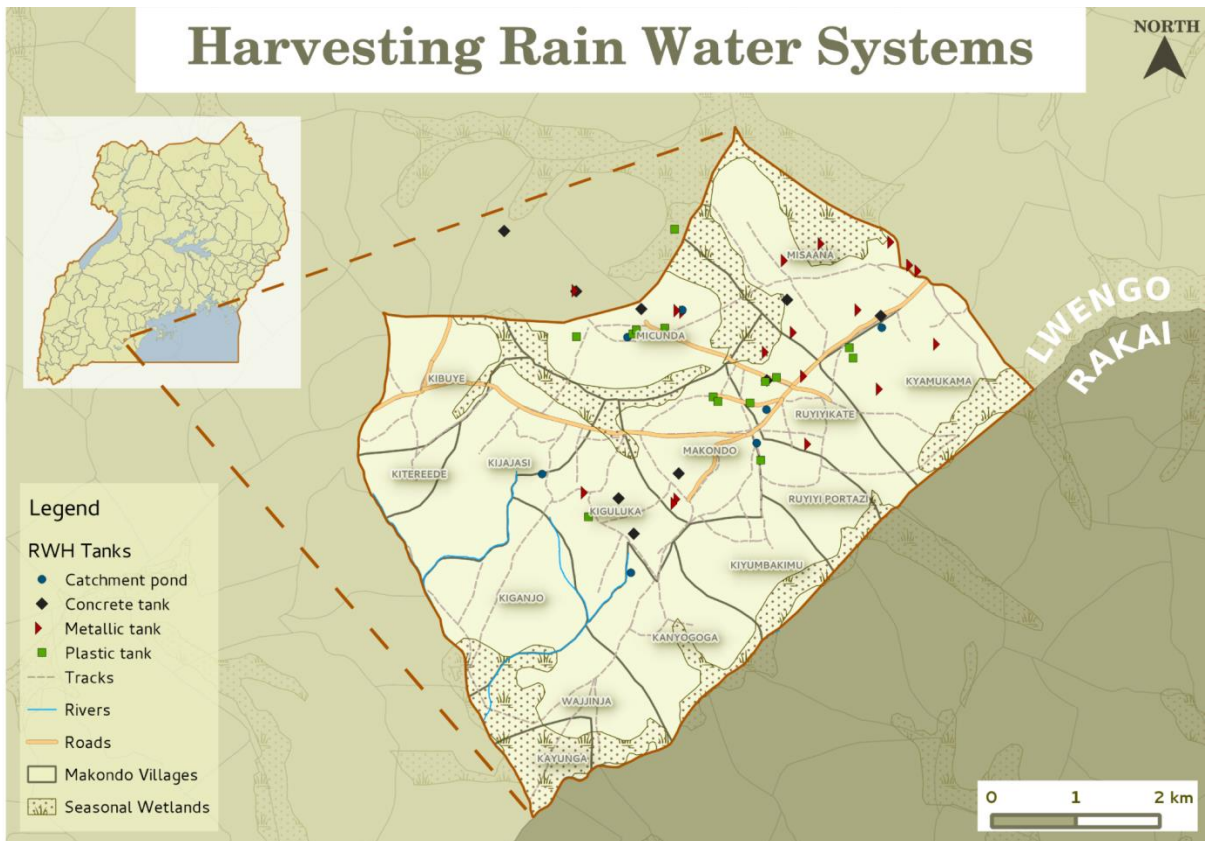 Harvesting Rain Water Systems
NORTH
MISAANA
LWENGO
RAKAI
MICUNDA
KIBUYE
KYAMUKAMA
RUYIYIKATE
MAKONDO
KIJAJASI
KITEREEDE
RUYIYI PORTAZI
KIGULUKA
KIYUMBAKIMU
KIGANJO
KANYOGOGA
WAJJINJA
KAYUNGA
Legend
RWH Tanks
Catchment pond
Concrete tank
Metallic tank
Plastic tank
Tracks
Rivers
Roads
Makondo Villages
Seasonal Wetlands
0 1 2 km